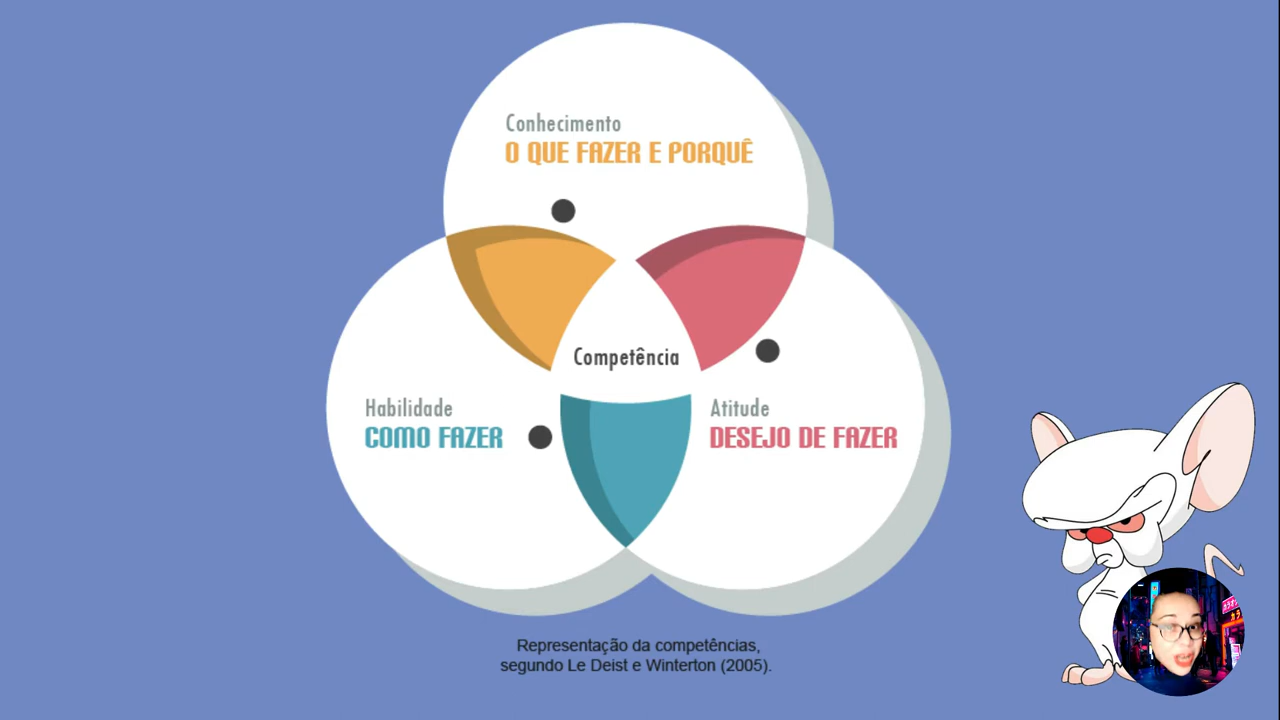 Conhecimento
O QUE FAZER E PORQUÊ
Competência
Habilidade
COMO FAZER
Atitude
DESEJO DE FAZER
Representação da competências,
segundo Le Deist e Winterton (2005).